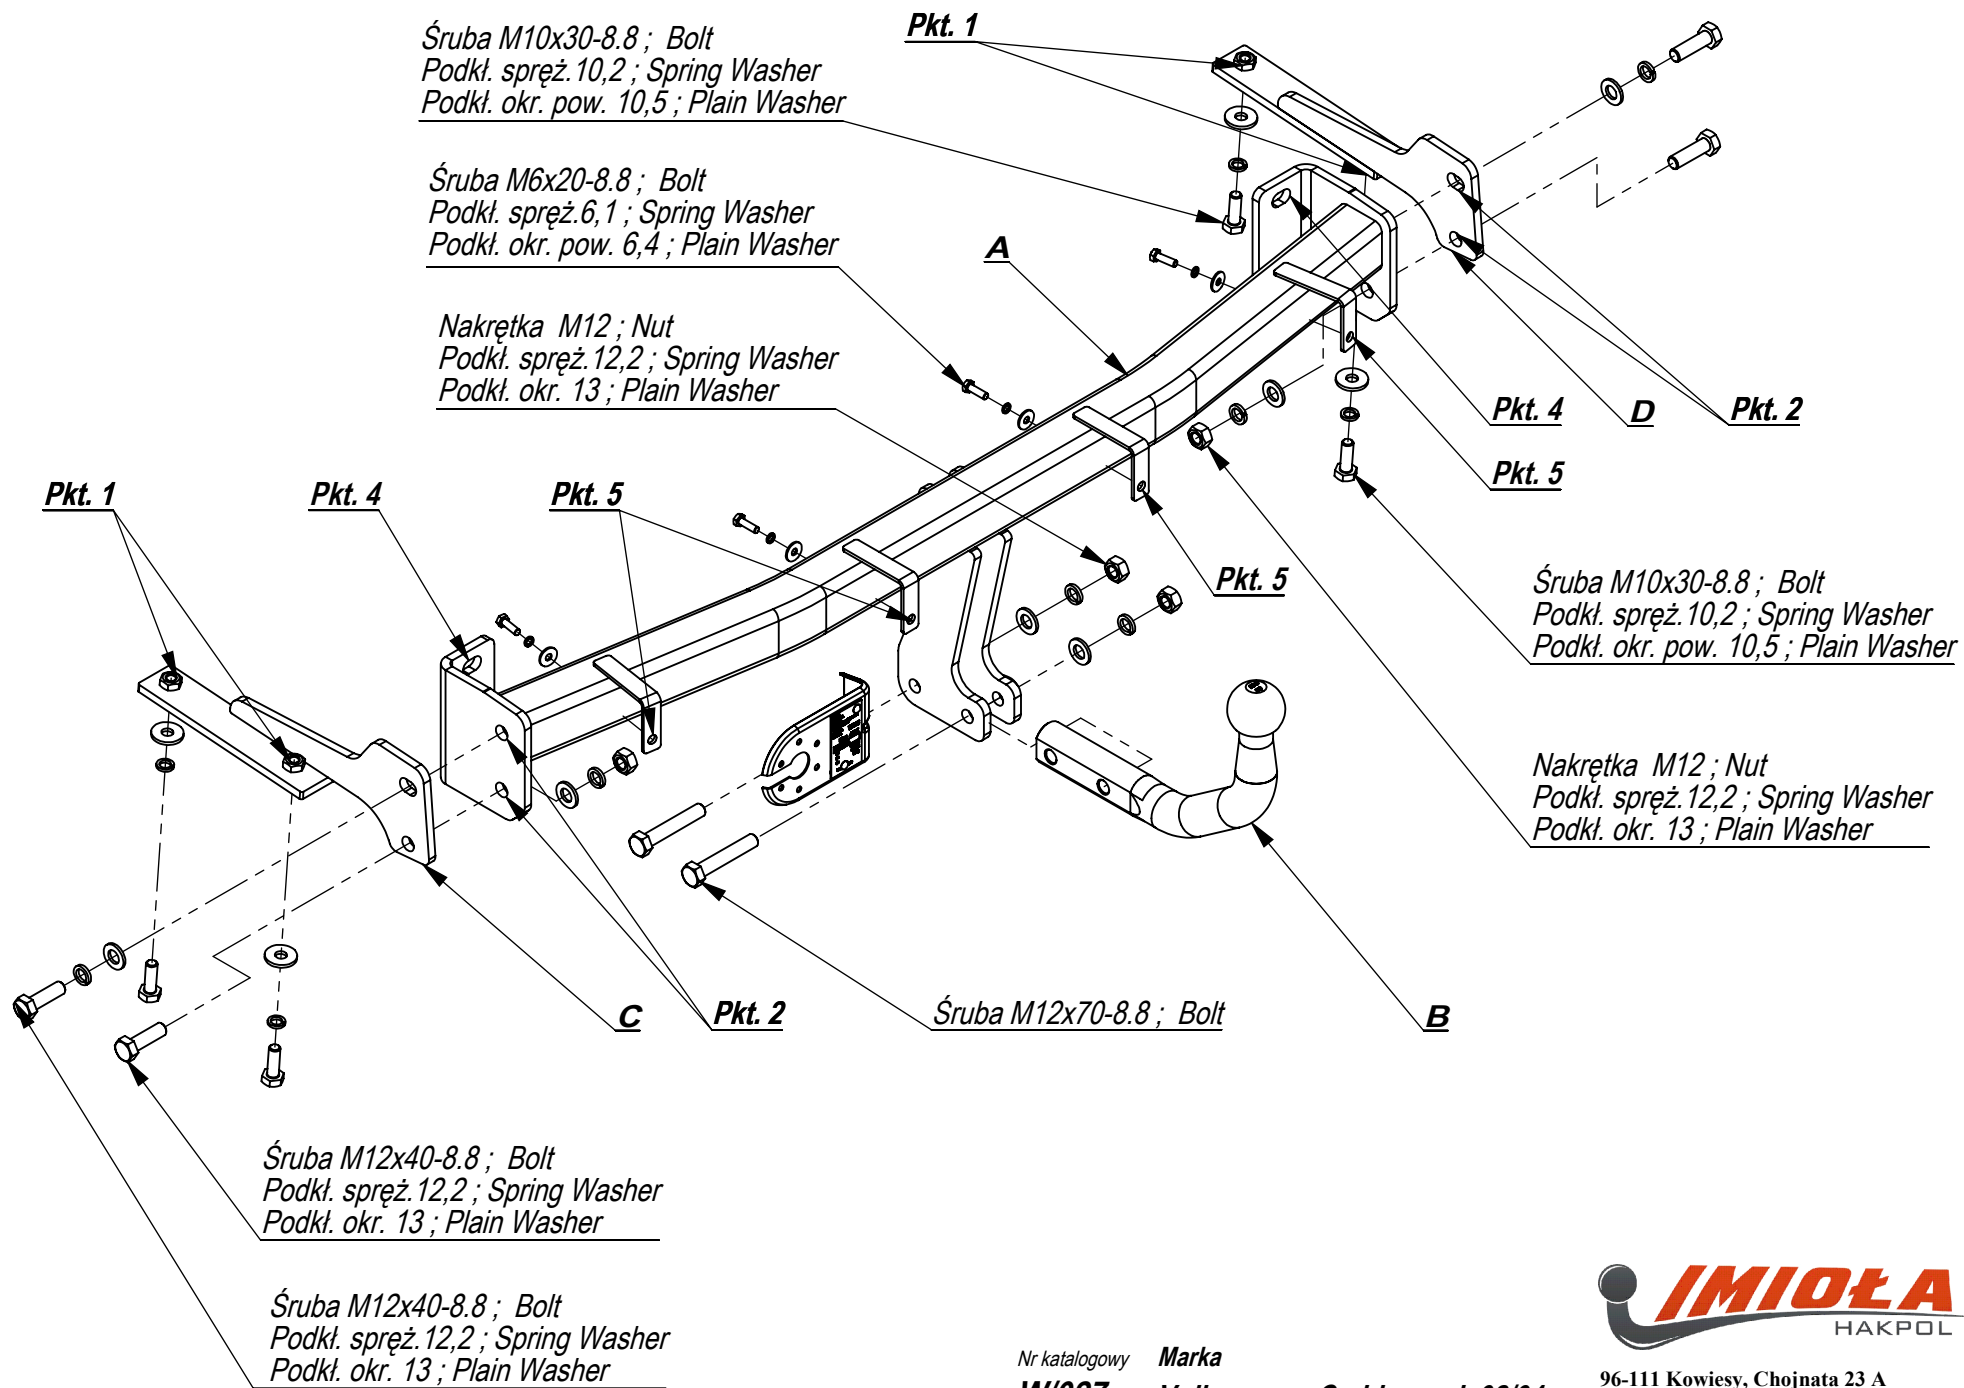 Śruba M10x30-8.8 ; Bolt
Podkł. spręż.10,2 ; Spring Washer
Podkł. okr. pow. 10,5 ; Plain Washer
Pkt. 1
Śruba M6x20-8.8 ; Bolt
Podkł. spręż.6,1 ; Spring Washer
Podkł. okr. pow. 6,4 ; Plain Washer
A
Nakrętka M12 ; Nut
Podkł. spręż.12,2 ; Spring Washer
Podkł. okr. 13 ; Plain Washer
Pkt. 4
D
Pkt. 2
Pkt. 5
Pkt. 1
Pkt. 4
Pkt. 5
Pkt. 5
Śruba M10x30-8.8 ; Bolt
Podkł. spręż.10,2 ; Spring Washer
Podkł. okr. pow. 10,5 ; Plain Washer
Nakrętka M12 ; Nut
Podkł. spręż.12,2 ; Spring Washer
Podkł. okr. 13 ; Plain Washer
C
Pkt. 2
Śruba M12x70-8.8 ; Bolt
B
Śruba M12x40-8.8 ; Bolt
Podkł. spręż.12,2 ; Spring Washer
Podkł. okr. 13 ; Plain Washer
Śruba M12x40-8.8 ; Bolt
Podkł. spręż.12,2 ; Spring Washer
Podkł. okr. 13 ; Plain Washer
IMIOŁA
HAKPOL
Nr katalogowy Marka
96-111 Kowiesy, Chojnata 23 A